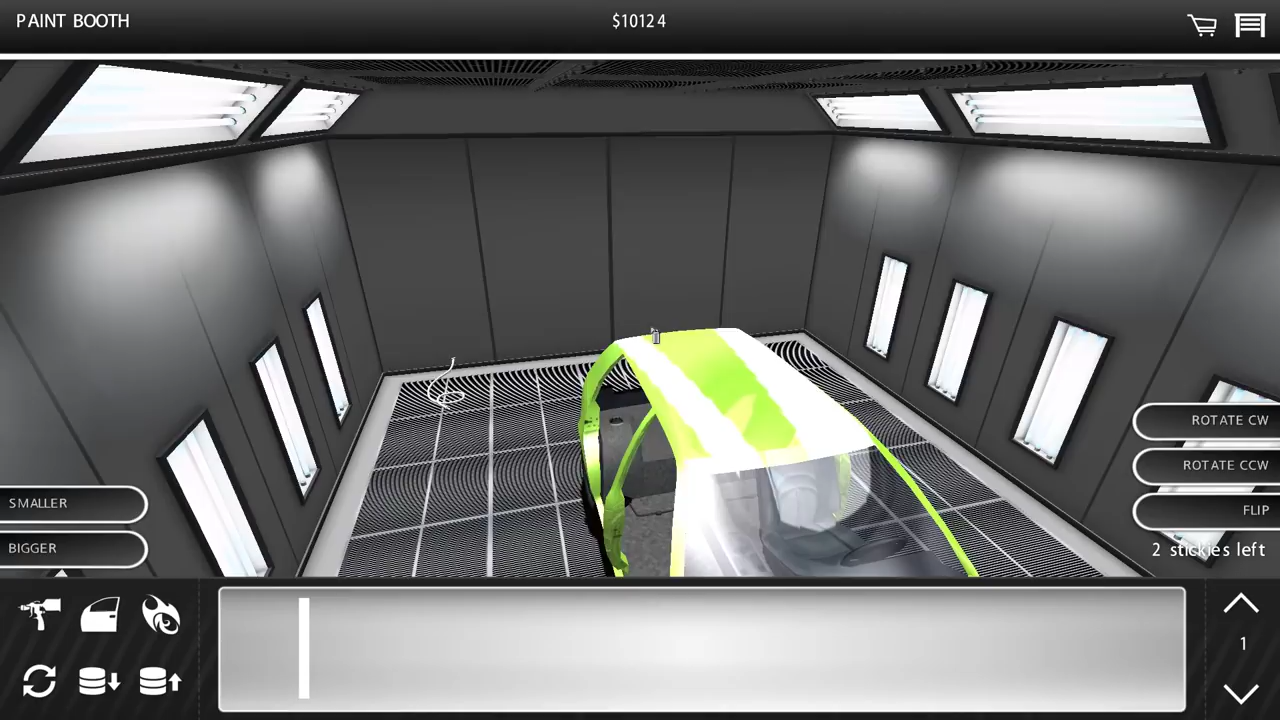 PAINT BOOTH
$10124
ROTATE CW
ROTATE CCW
FLIP
2 stickies left
SMALLER
BIGGER
1